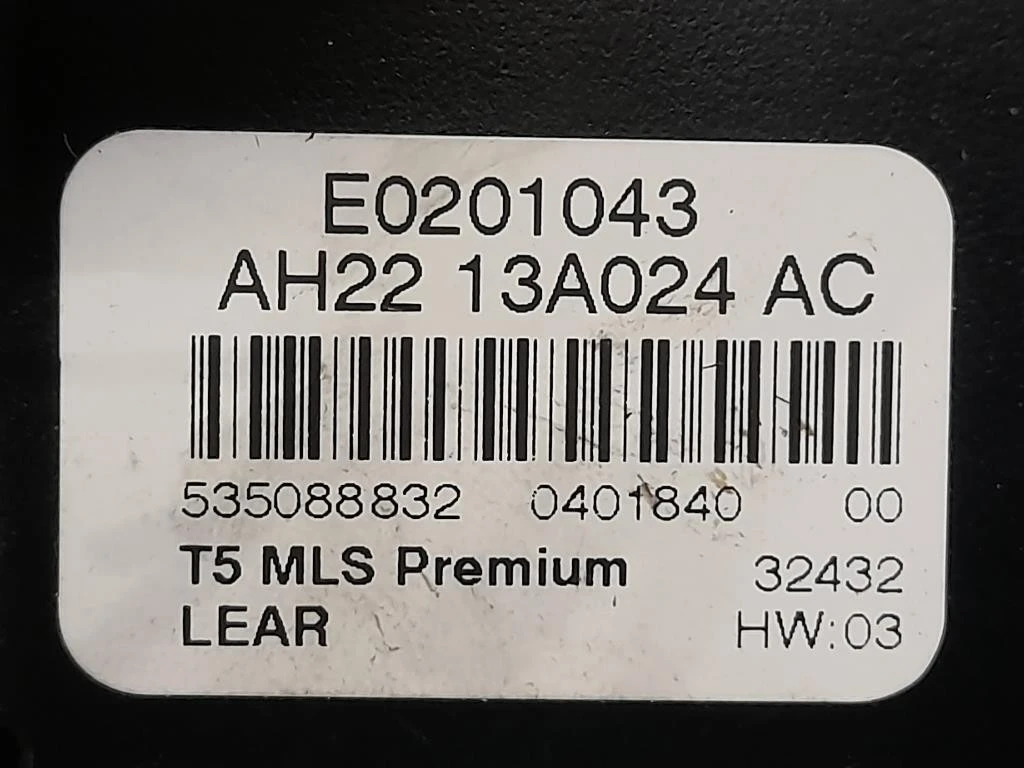 E0201043
AH22 13A024 AC
535088832 0401840 00
T5 MLS Premium 32432
LEAR HW:03